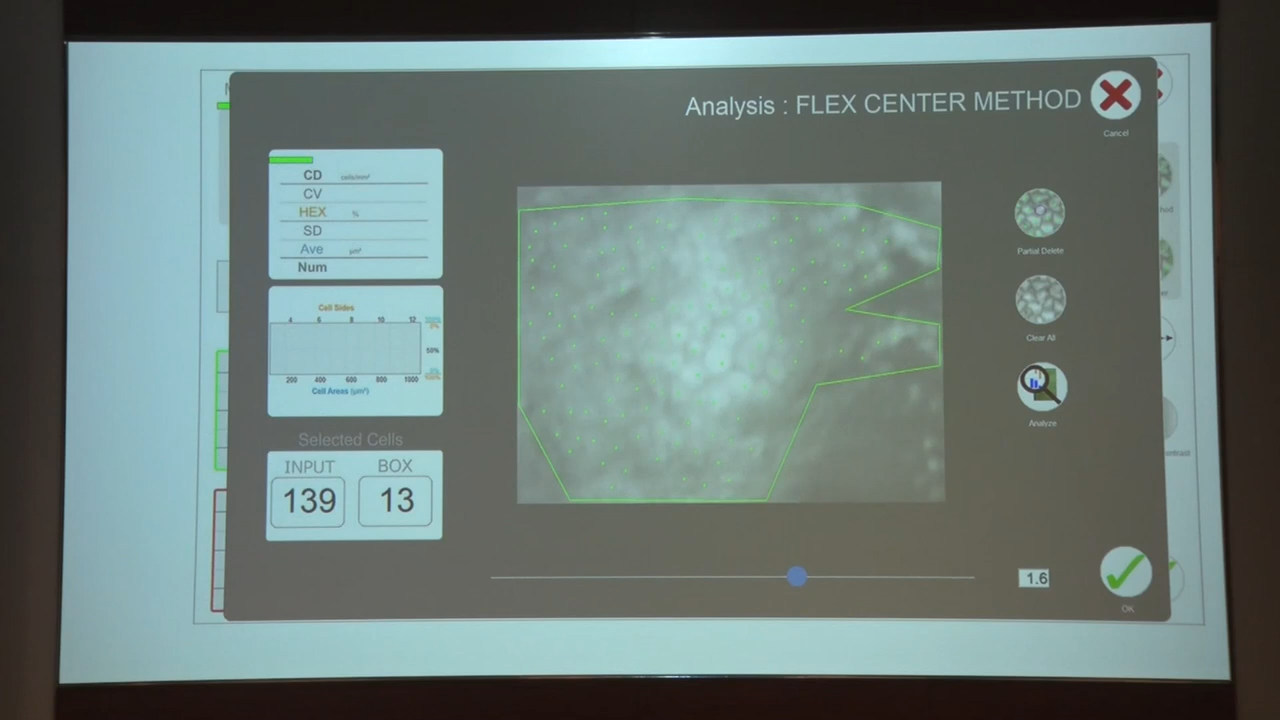 Analysis : FLEX CENTER METHOD
Cancel
CD cells/mm²
CV
HEX %
SD
Ave µm²
Num
Partial Delete
Cell Sides
4 6 8 10 12
50%
200 400 600 800 1000
Cell Areas (µm²)
Clear All
Analyze
Selected Cells
INPUT BOX
139 13
1.6
OK